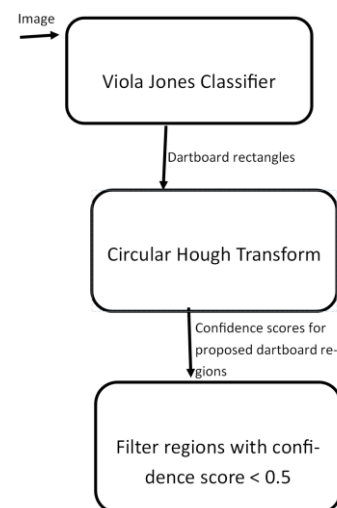 Image
Viola Jones Classifier
Dartboard rectangles
Circular Hough Transform
Confidence scores for
proposed dartboard re-
gions
Filter regions with confi-
dence score < 0.5